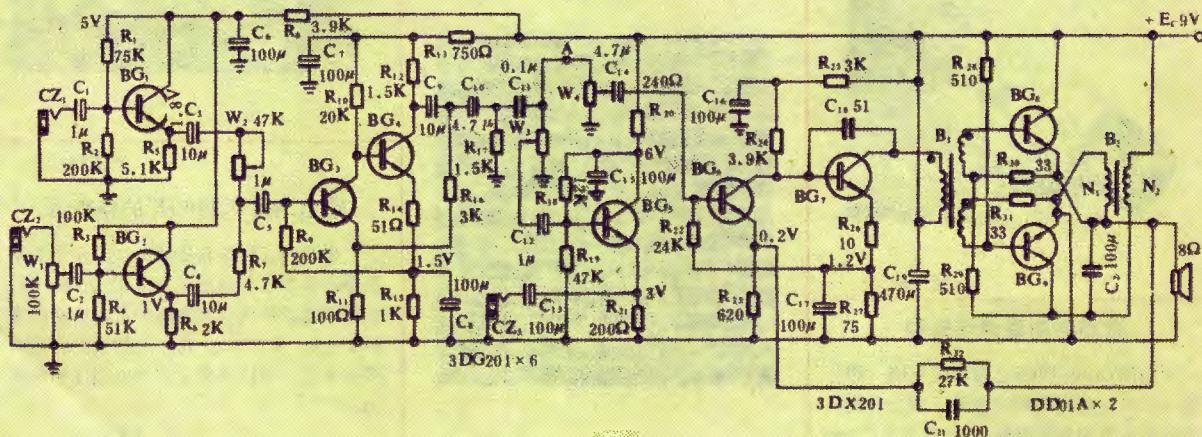 5V
R₁
75K
C₆
100μ
R₈
3.9K
C₇
100μ
R₁₃
750Ω
A
4.7μ
C₁₄
0.1μ
240Ω
R₂₅
3K
+E꜀ 9V
CZ₁
C₁
1μ
BG₁
1.8V
C₃
10μ
W₂ 47K
R₂
200K
R₅
5.1K
R₁₀
20K
R₁₂
1.5K
BG₄
C₉
10μ
C₁₀
4.7μ
R₁₇
1.5K
W₃
W₄
R₂₀
C₁₆
100μ
R₂₄
3.9K
C₁₈ 51
BG₇
B₁
R₂₈
510
BG₈
R₃₀
33
R₃₁
33
B₂
N₁
N₂
1μ
C₅
BG₃
R₁₄
51Ω
R₁₆
3K
R₁₈
6V
C₁₅
100μ
BG₅
BG₆
R₂₂
24K
0.2V
R₂₆
10
1.2V
CZ₂
100K
R₃
BG₂
W₁
100K
C₂
1μ
R₄
51K
1V
C₄
10μ
R₆
2K
R₇
4.7K
R₉
200K
R₁₁
100Ω
1.5V
R₁₅
1K
100μ
C₈
C₁₂
1μ
R₁₉
47K
CZ₃
C₁₃
100μ
3V
R₂₁
200Ω
R₂₃
620
C₁₇
100μ
R₂₇
75
C₁₉
470μ
R₂₉
510
BG₉
100μ
8Ω
3DG201×6
3DX201
R₃₂
27K
C₂₁ 1000
DD01A×2